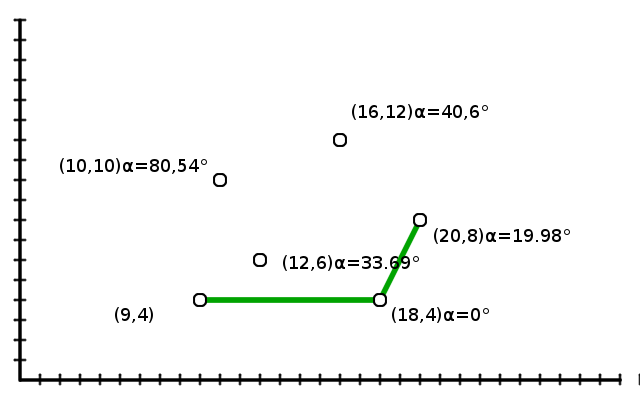 (16,12)α=40,6°
(10,10)α=80,54°
(20,8)α=19.98°
(12,6)α=33.69°
(9,4)
(18,4)α=0°